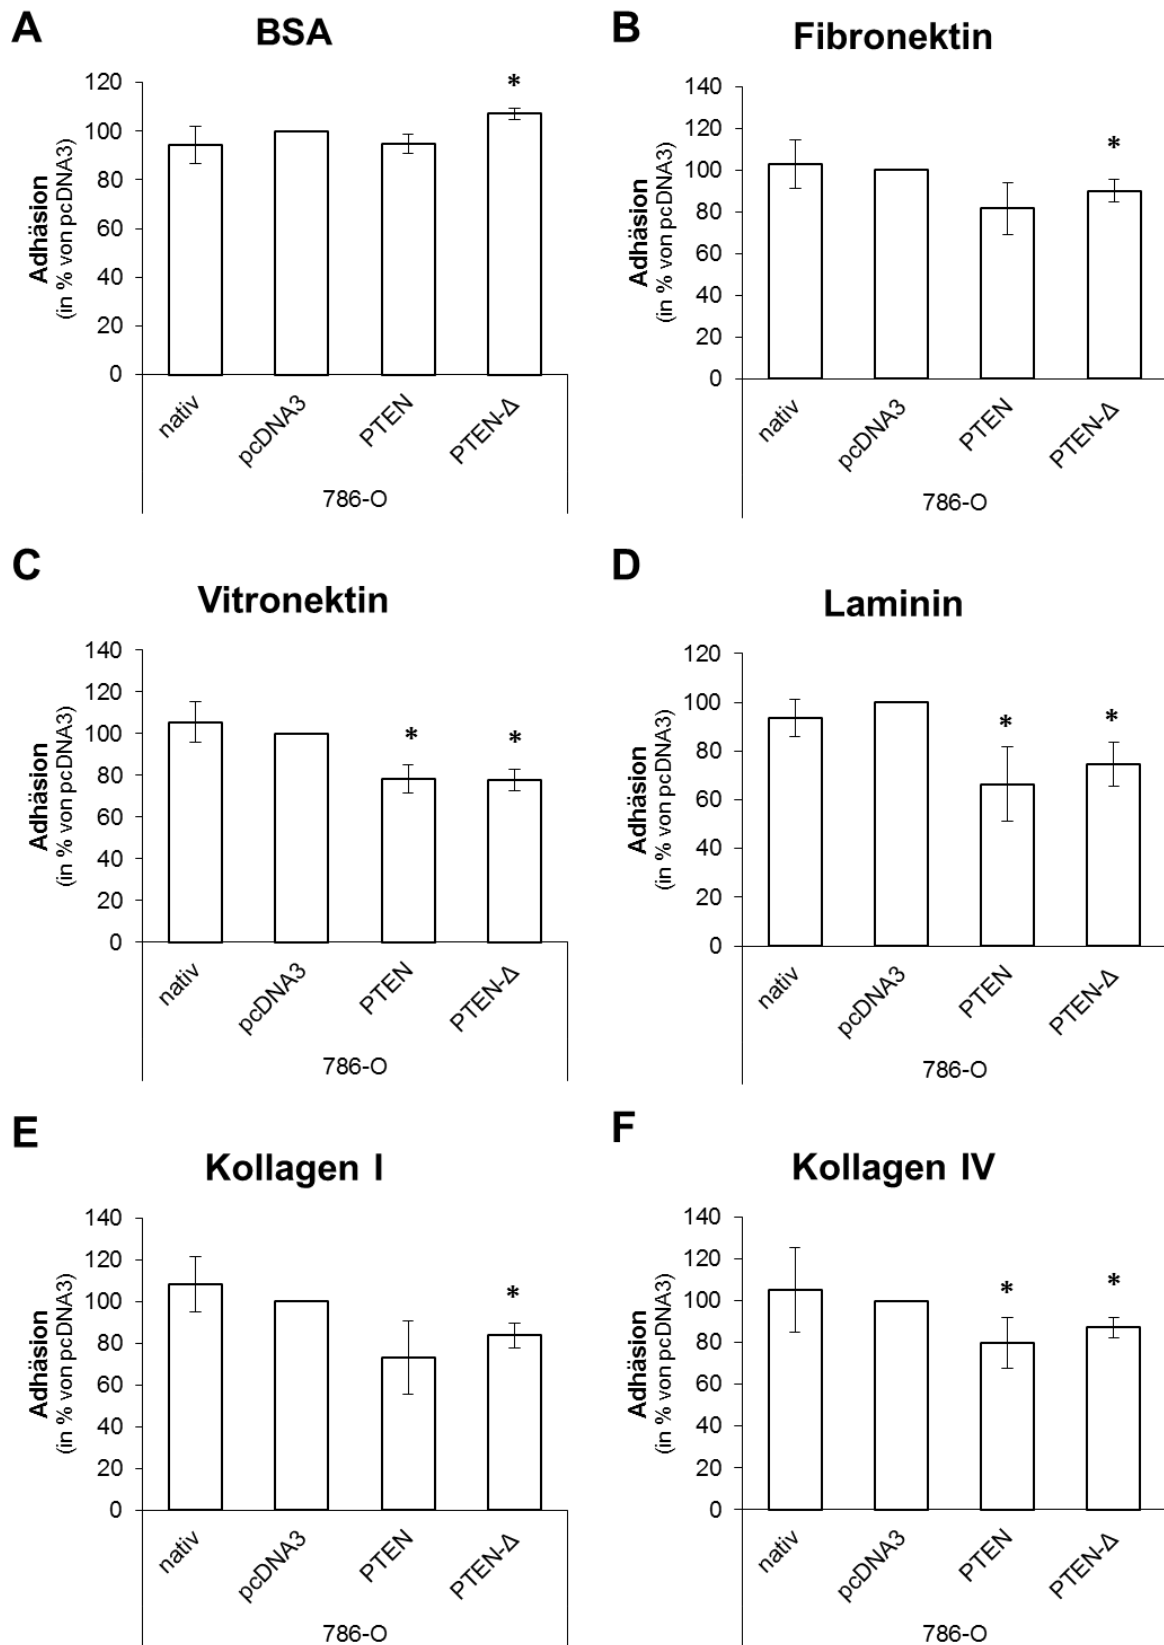 A
BSA
Adhäsion
(in % von pcDNA3)
120
100
80
60
40
20
0
*
nativ
pcDNA3
PTEN
PTEN-Δ
786-O
B
Fibronektin
Adhäsion
(in % von pcDNA3)
140
120
100
80
60
40
20
0
*
nativ
pcDNA3
PTEN
PTEN-Δ
786-O
C
Vitronektin
Adhäsion
(in % von pcDNA3)
140
120
100
80
60
40
20
0
*
*
nativ
pcDNA3
PTEN
PTEN-Δ
786-O
D
Laminin
Adhäsion
(in % von pcDNA3)
120
100
80
60
40
20
0
*
*
nativ
pcDNA3
PTEN
PTEN-Δ
786-O
E
Kollagen I
Adhäsion
(in % von pcDNA3)
140
120
100
80
60
40
20
0
*
nativ
pcDNA3
PTEN
PTEN-Δ
786-O
F
Kollagen IV
Adhäsion
(in % von pcDNA3)
140
120
100
80
60
40
20
0
*
*
nativ
pcDNA3
PTEN
PTEN-Δ
786-O